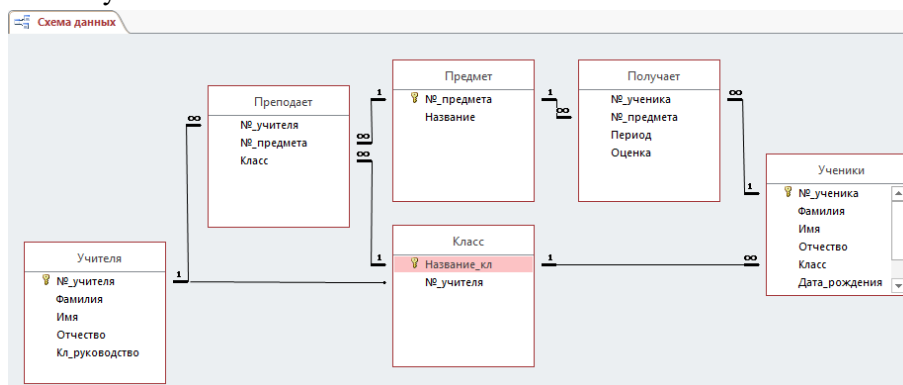 Схема данных
Преподает
№_учителя
№_предмета
Класс
Предмет
№_предмета
Название
Получает
№_ученика
№_предмета
Период
Оценка
Ученики
№_ученика
Фамилия
Имя
Отчество
Класс
Дата_рождения
Учителя
№_учителя
Фамилия
Имя
Отчество
Кл_руководство
Класс
Название_кл
№_учителя
∞
1
∞
∞
1
∞
1
∞
1
1
1
∞